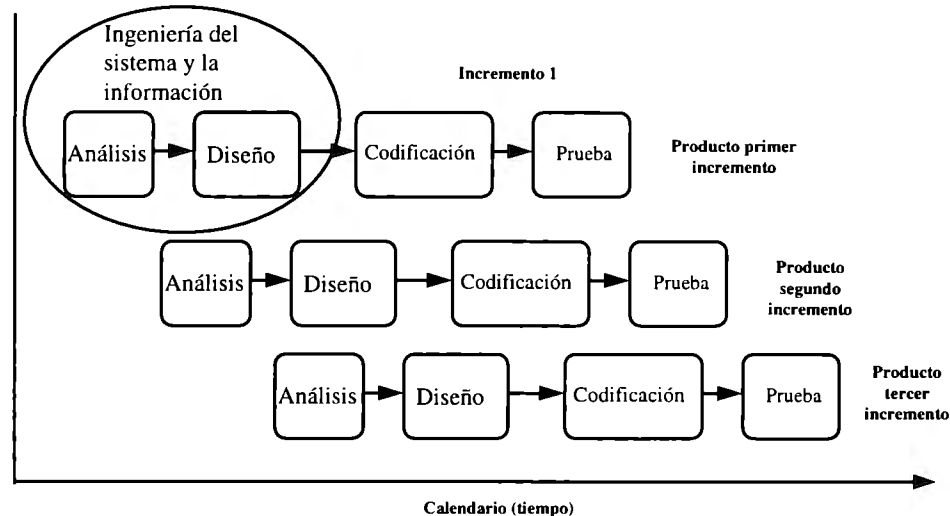 Ingeniería del
sistema y la
información
Incremento 1
Análisis
Diseño
Codificación
Prueba
Producto primer
incremento
Análisis
Diseño
Codificación
Prueba
Producto
segundo
incremento
Análisis
Diseño
Codificación
Prueba
Producto
tercer
incremento
Calendario (tiempo)